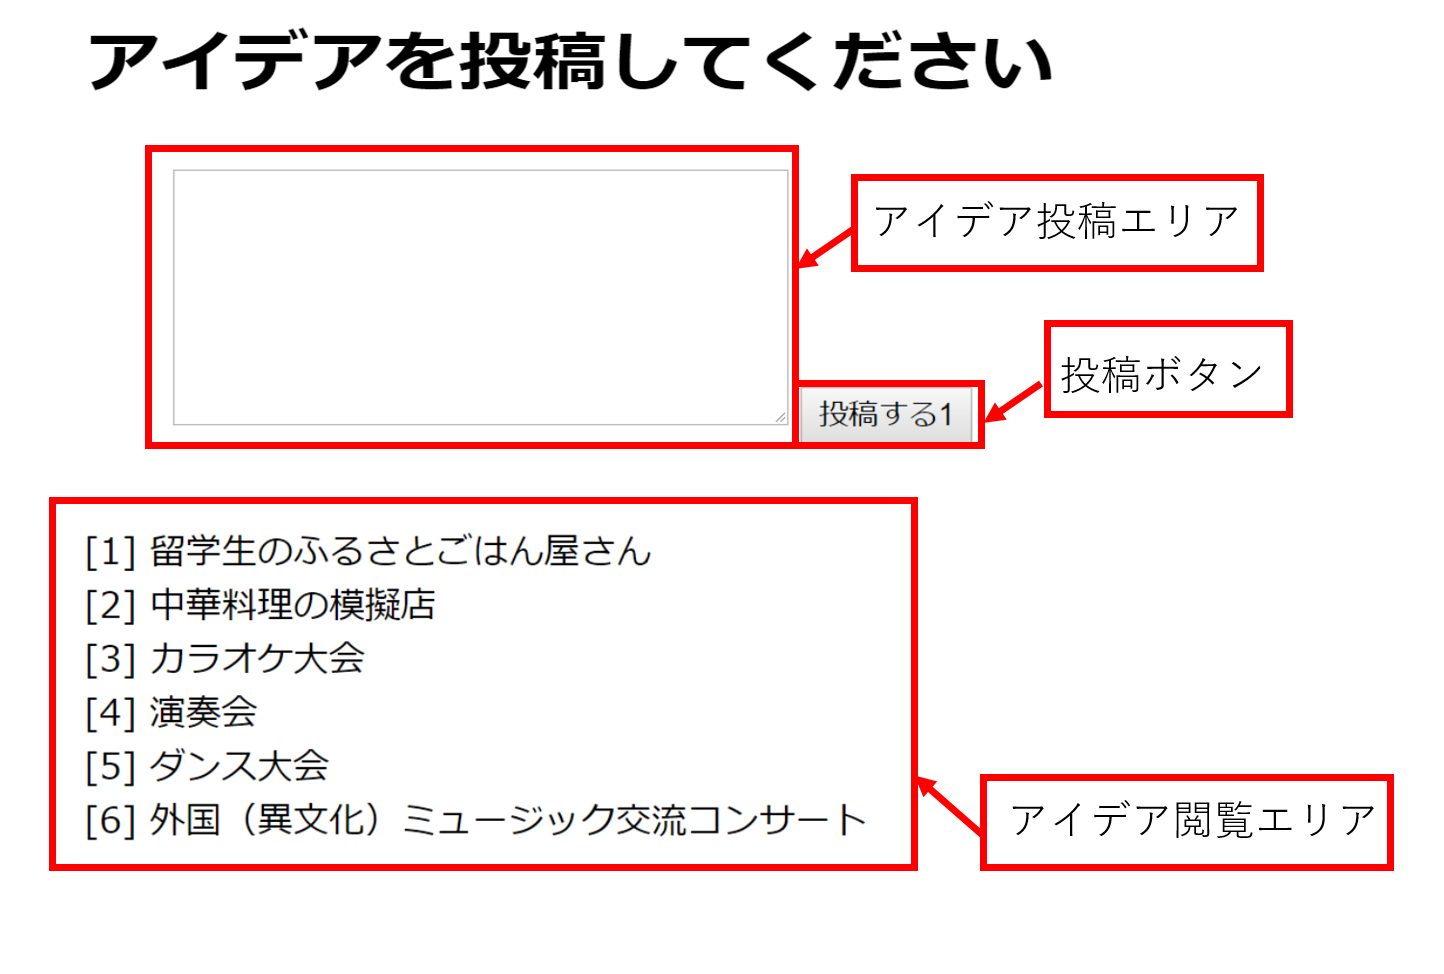 アイデアを投稿してください
アイデア投稿エリア
投稿ボタン
投稿する1
[1] 留学生のふるさとごはん屋さん
[2] 中華料理の模擬店
[3] カラオケ大会
[4] 演奏会
[5] ダンス大会
[6] 外国（異文化）ミュージック交流コンサート
アイデア閲覧エリア